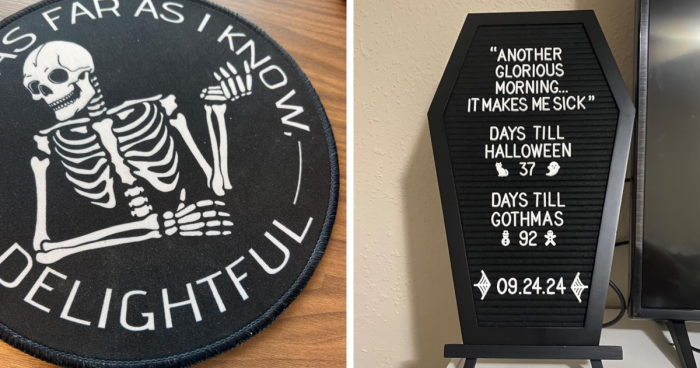 AS FAR AS I KNOW,
DELIGHTFUL
“ANOTHER
GLORIOUS
MORNING...
IT MAKES ME SICK”
DAYS TILL
HALLOWEEN
37
DAYS TILL
GOTHMAS
92
09.24.24